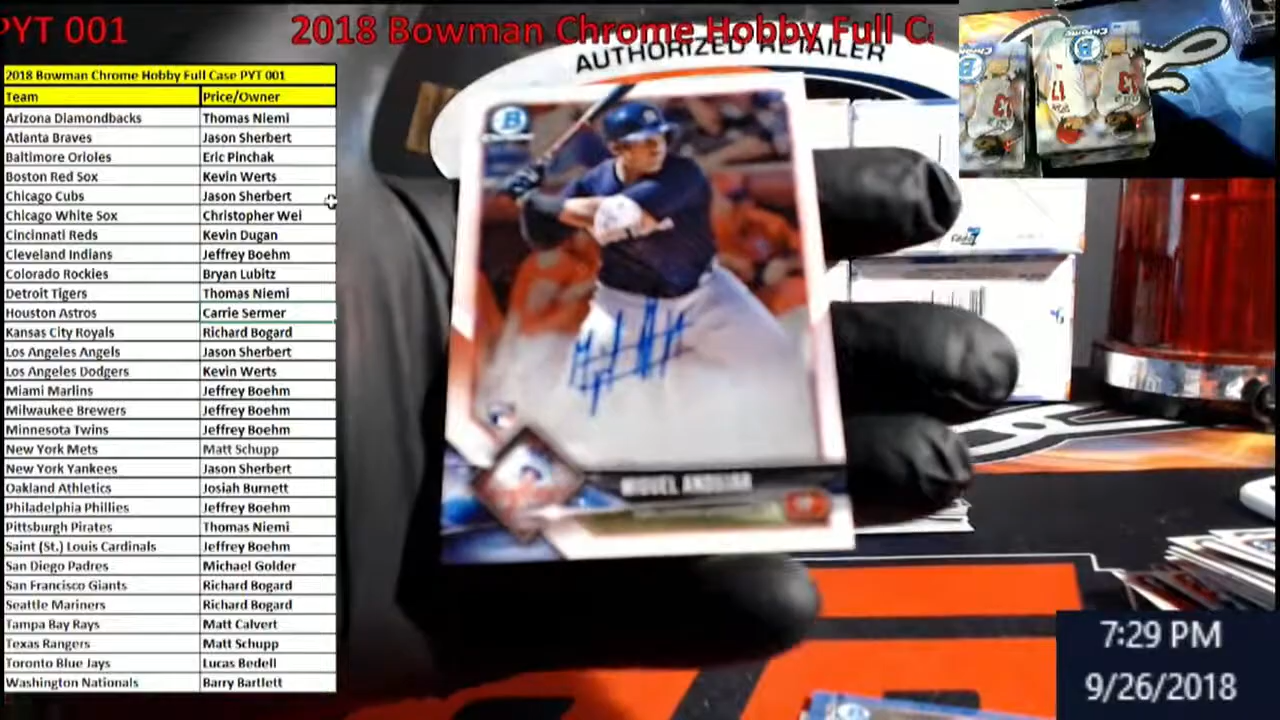 PYT 001
2018 Bowman Chrome Hobby Full Ca
AUTHORIZED RETAILER
2018 Bowman Chrome Hobby Full Case PYT 001
Team Price/Owner
Arizona Diamondbacks Thomas Niemi
Atlanta Braves Jason Sherbert
Baltimore Orioles Eric Pinchak
Boston Red Sox Kevin Werts
Chicago Cubs Jason Sherbert
Chicago White Sox Christopher Wei
Cincinnati Reds Kevin Dugan
Cleveland Indians Jeffrey Boehm
Colorado Rockies Bryan Lubitz
Detroit Tigers Thomas Niemi
Houston Astros Carrie Sermer
Kansas City Royals Richard Bogard
Los Angeles Angels Jason Sherbert
Los Angeles Dodgers Kevin Werts
Miami Marlins Jeffrey Boehm
Milwaukee Brewers Jeffrey Boehm
Minnesota Twins Jeffrey Boehm
New York Mets Matt Schupp
New York Yankees Jason Sherbert
Oakland Athletics Josiah Burnett
Philadelphia Phillies Jeffrey Boehm
Pittsburgh Pirates Thomas Niemi
Saint (St.) Louis Cardinals Jeffrey Boehm
San Diego Padres Michael Golder
San Francisco Giants Richard Bogard
Seattle Mariners Richard Bogard
Tampa Bay Rays Matt Calvert
Texas Rangers Matt Schupp
Toronto Blue Jays Lucas Bedell
Washington Nationals Barry Bartlett
B
MIGUEL ANDUJAR
Chrome
7:29 PM
9/26/2018